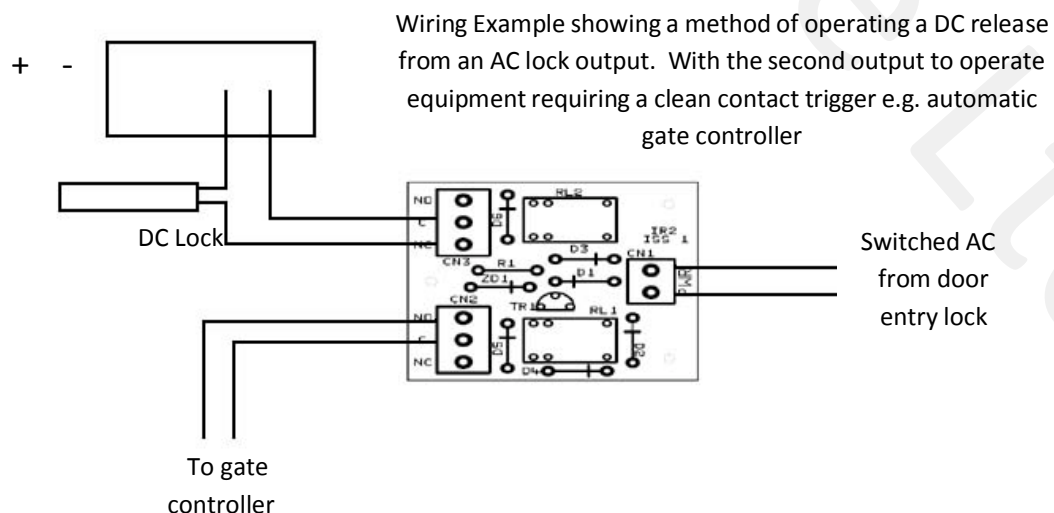 Wiring Example showing a method of operating a DC release
from an AC lock output. With the second output to operate
equipment requiring a clean contact trigger e.g. automatic
gate controller
+ -
DC Lock
NO
C
NC
CN3
D6
RL2
IR2
ISS 1
D3
CN1
R1
D1
ZD1
PWR
CN2
TR1
RL1
NO
C
NC
D5
D2
D4
Switched AC
from door
entry lock
To gate
controller